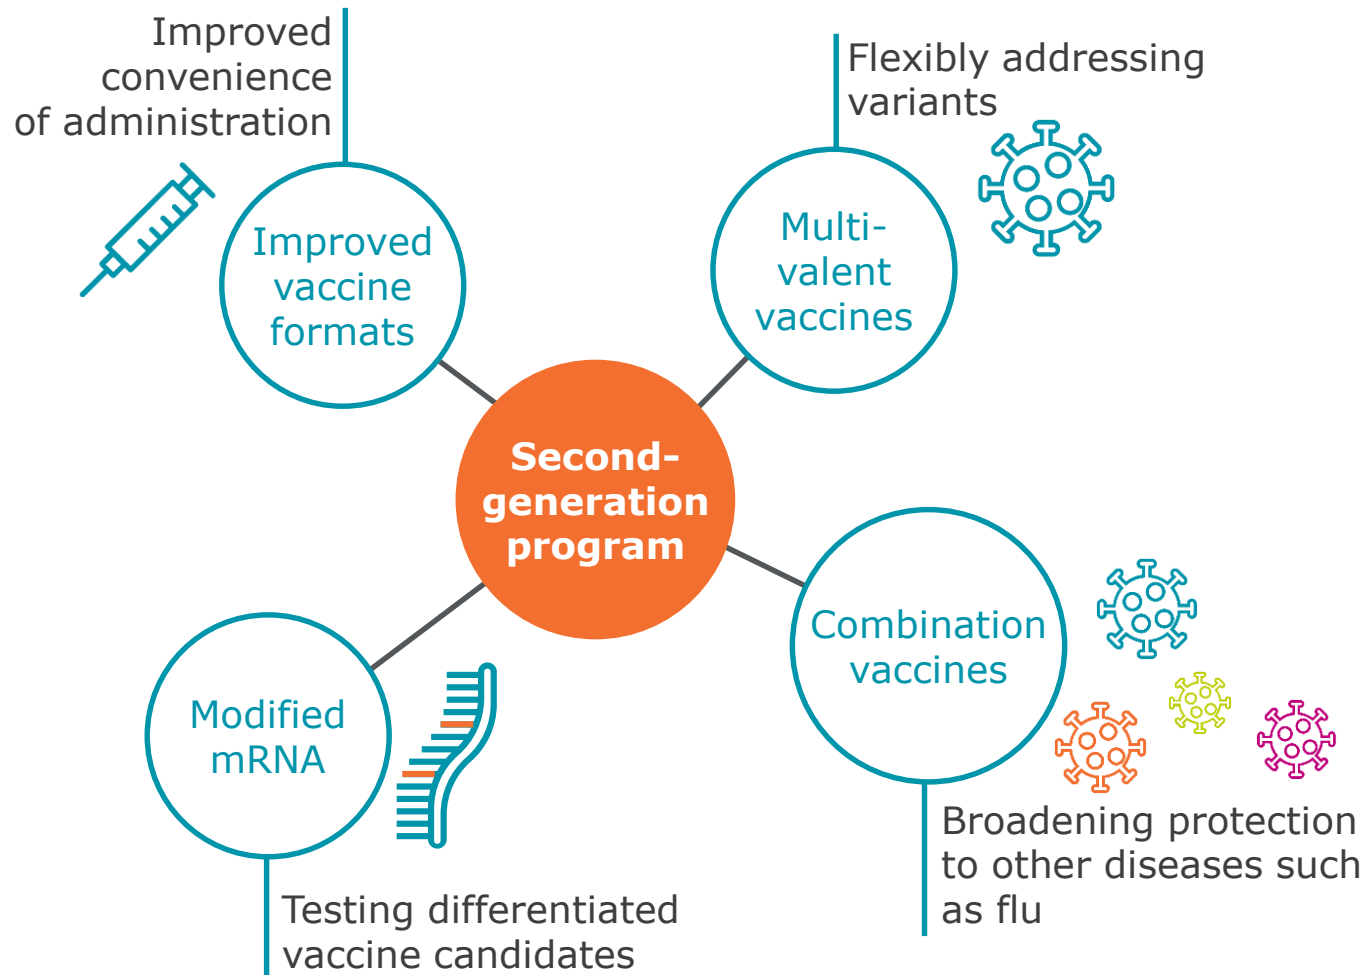 Improved
convenience
of administration
Improved
vaccine
formats
Flexibly addressing
variants
Multi-
valent
vaccines
Second-
generation
program
Combination
vaccines
Broadening protection
to other diseases such
as flu
Modified
mRNA
Testing differentiated
vaccine candidates